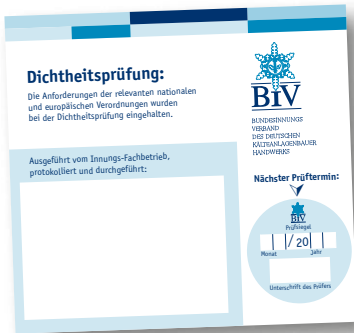 Dichtheitsprüfung:
Die Anforderungen der relevanten nationalen
und europäischen Verordnungen wurden
bei der Dichtheitsprüfung eingehalten.
Ausgeführt vom Innungs-Fachbetrieb,
protokolliert und durchgeführt:
BIV
BUNDESINNUNGS
VERBAND
DES DEUTSCHEN
KÄLTEANLAGENBAUER
HANDWERKS
Nächster Prüftermin:
BIV
Prüfsiegel
/ 20
Monat Jahr
Unterschrift des Prüfers